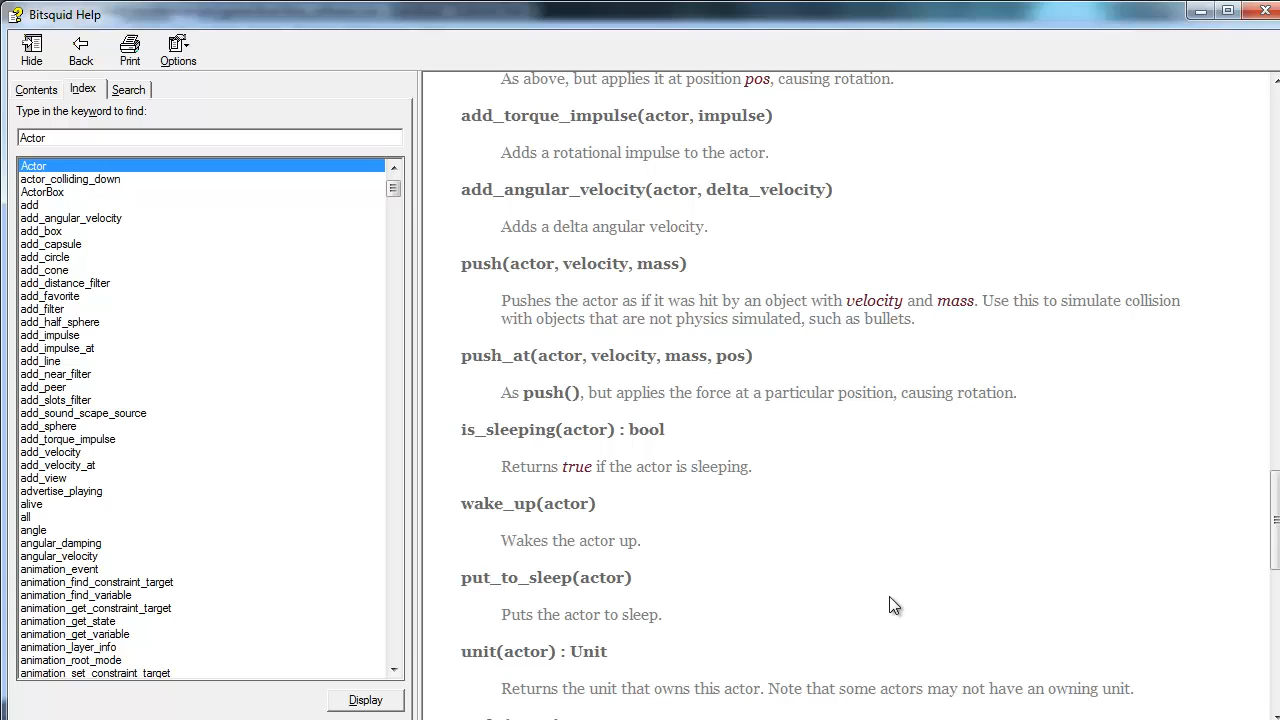 Bitsquid Help
Hide
Back
Print
Options
Contents
Index
Search
Type in the keyword to find:
Actor
Actor
actor_colliding_down
ActorBox
add
add_angular_velocity
add_box
add_capsule
add_circle
add_cone
add_distance_filter
add_favorite
add_filter
add_half_sphere
add_impulse
add_impulse_at
add_line
add_near_filter
add_peer
add_slots_filter
add_sound_scape_source
add_sphere
add_torque_impulse
add_velocity
add_velocity_at
add_view
advertise_playing
alive
all
angle
angular_damping
angular_velocity
animation_event
animation_find_constraint_target
animation_find_variable
animation_get_constraint_target
animation_get_state
animation_get_variable
animation_layer_info
animation_root_mode
animation_set_constraint_target
Display
As above, but applies it at position pos, causing rotation.
add_torque_impulse(actor, impulse)
Adds a rotational impulse to the actor.
add_angular_velocity(actor, delta_velocity)
Adds a delta angular velocity.
push(actor, velocity, mass)
Pushes the actor as if it was hit by an object with velocity and mass. Use this to simulate collision
with objects that are not physics simulated, such as bullets.
push_at(actor, velocity, mass, pos)
As push(), but applies the force at a particular position, causing rotation.
is_sleeping(actor) : bool
Returns true if the actor is sleeping.
wake_up(actor)
Wakes the actor up.
put_to_sleep(actor)
Puts the actor to sleep.
unit(actor) : Unit
Returns the unit that owns this actor. Note that some actors may not have an owning unit.